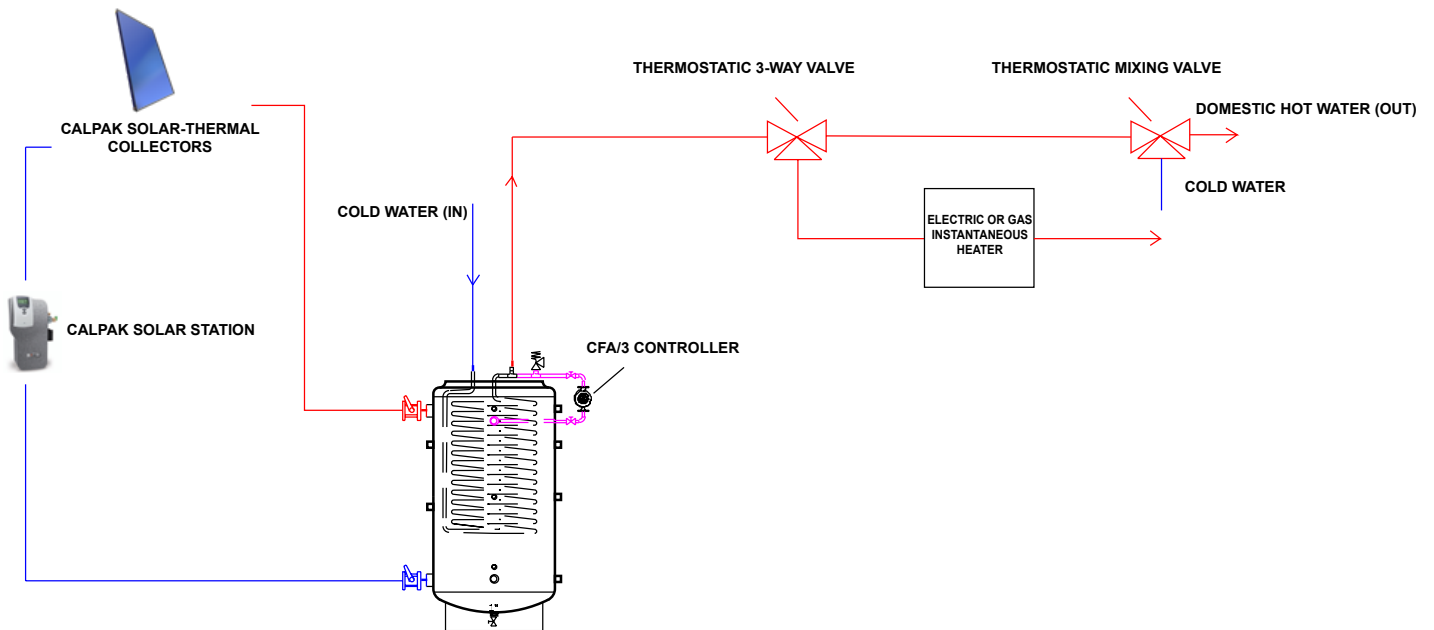 THERMOSTATIC 3-WAY VALVE
THERMOSTATIC MIXING VALVE
DOMESTIC HOT WATER (OUT)
CALPAK SOLAR-THERMAL
COLLECTORS
COLD WATER
COLD WATER (IN)
ELECTRIC OR GAS
INSTANTANEOUS
HEATER
CALPAK SOLAR STATION
CFA/3 CONTROLLER